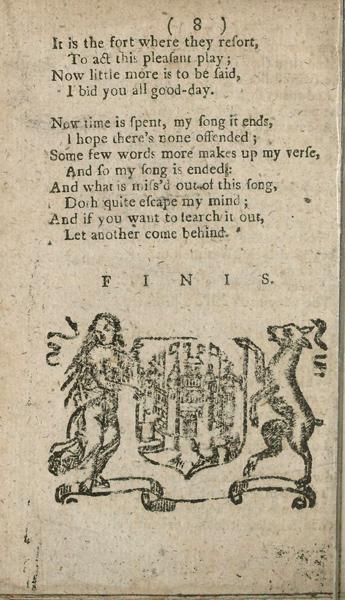 ( 8 )
It is the fort where they reſort,
To act this pleaſant play;
Now little more is to be ſaid,
I bid you all good-day.
Now time is ſpent, my ſong it ends,
I hope there's none offended;
Some few words more makes up my verſe,
And ſo my ſong is ended:
And what is miſs'd out of this ſong,
Doth quite eſcape my mind;
And if you want to ſearch it out,
Let another come behind.
F I N I S.